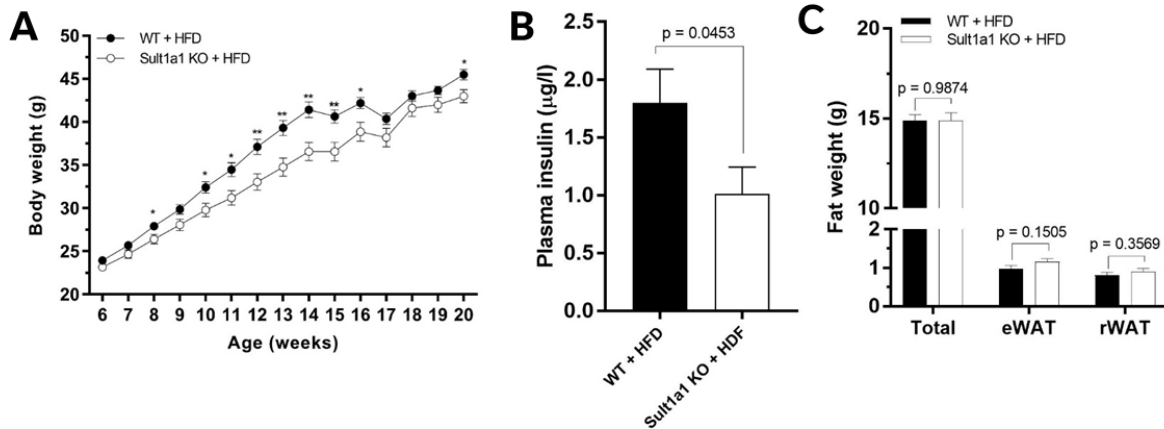 A
WT + HFD
Sult1a1 KO + HFD
Body weight (g)
50
45
40
35
30
25
20
* * * ** ** ** ** * *
6 7 8 9 10 11 12 13 14 15 16 17 18 19 20
Age (weeks)
B
p = 0.0453
Plasma insulin (μg/l)
2.5
2.0
1.5
1.0
0.5
0.0
WT + HFD
Sult1a1 KO + HDF
C
WT + HFD
Sult1a1 KO + HFD
Fat weight (g)
20
15
10
2
1
0
p = 0.9874
p = 0.1505
p = 0.3569
Total eWAT rWAT